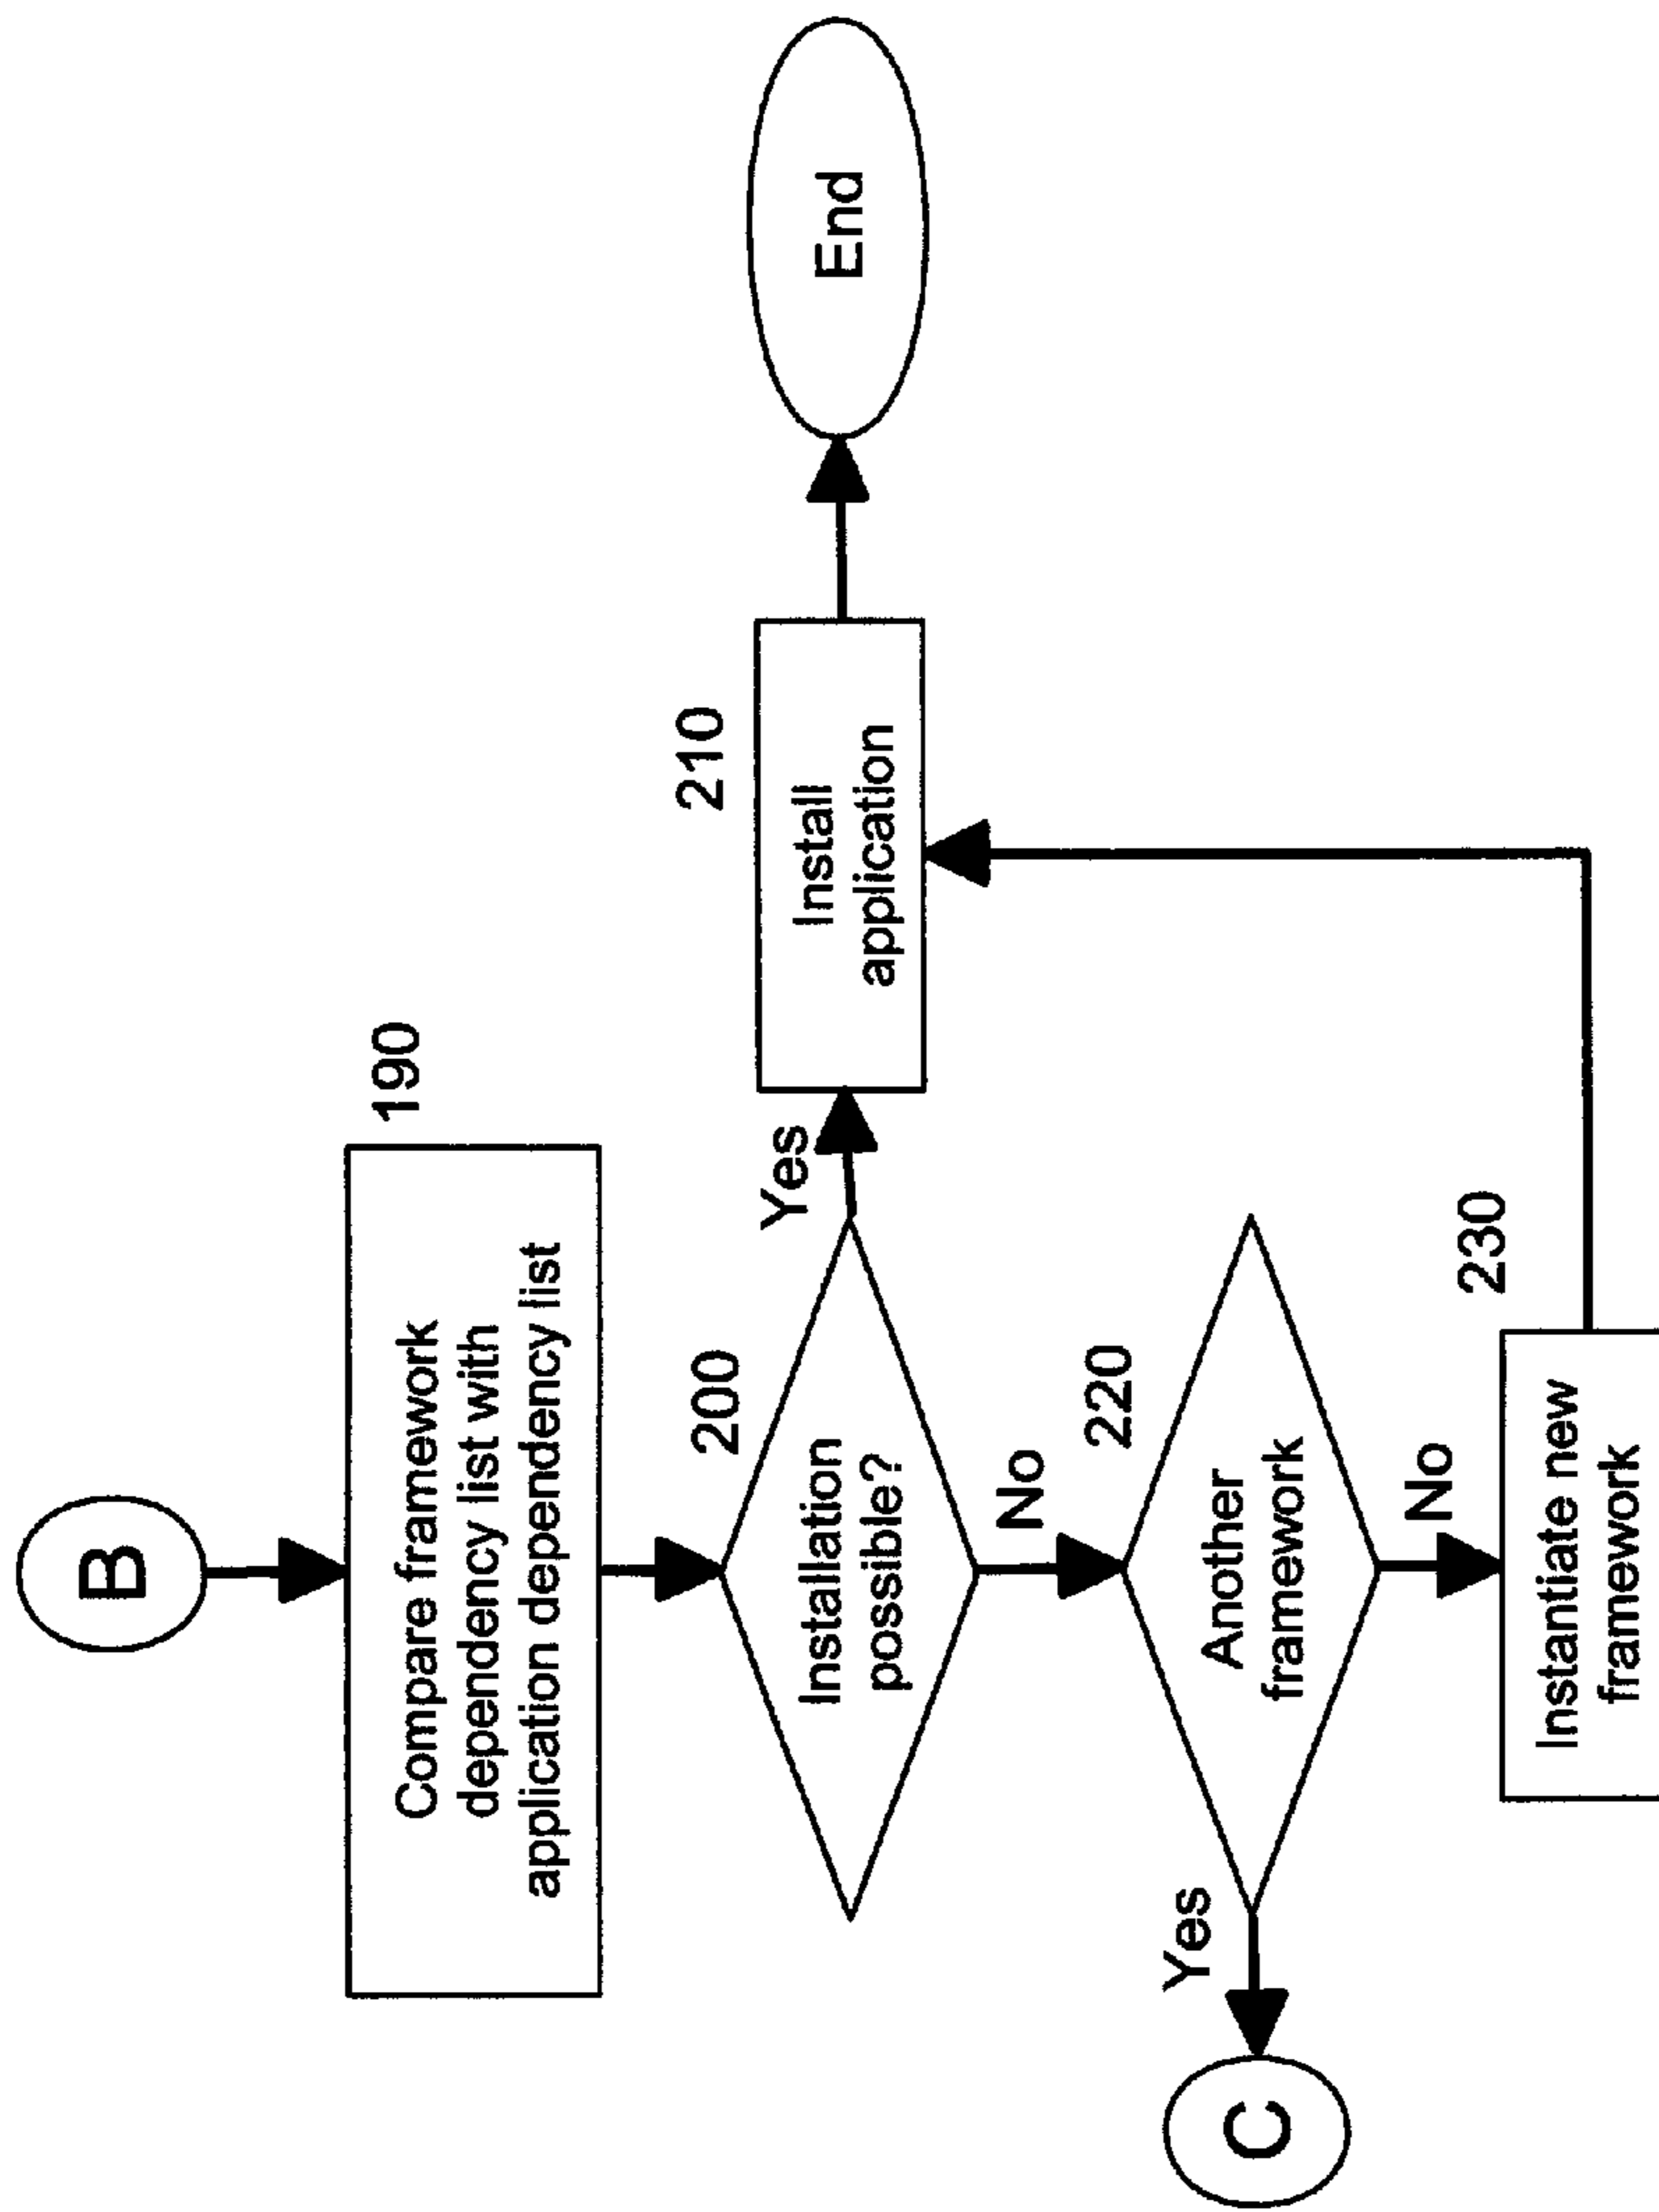 B
190
Compare framework
dependency list with
application dependency list
200
Installation
possible?
Yes
210
Install
application
End
No
220
Another
framework
Yes
C
No
230
Instantiate new
framework